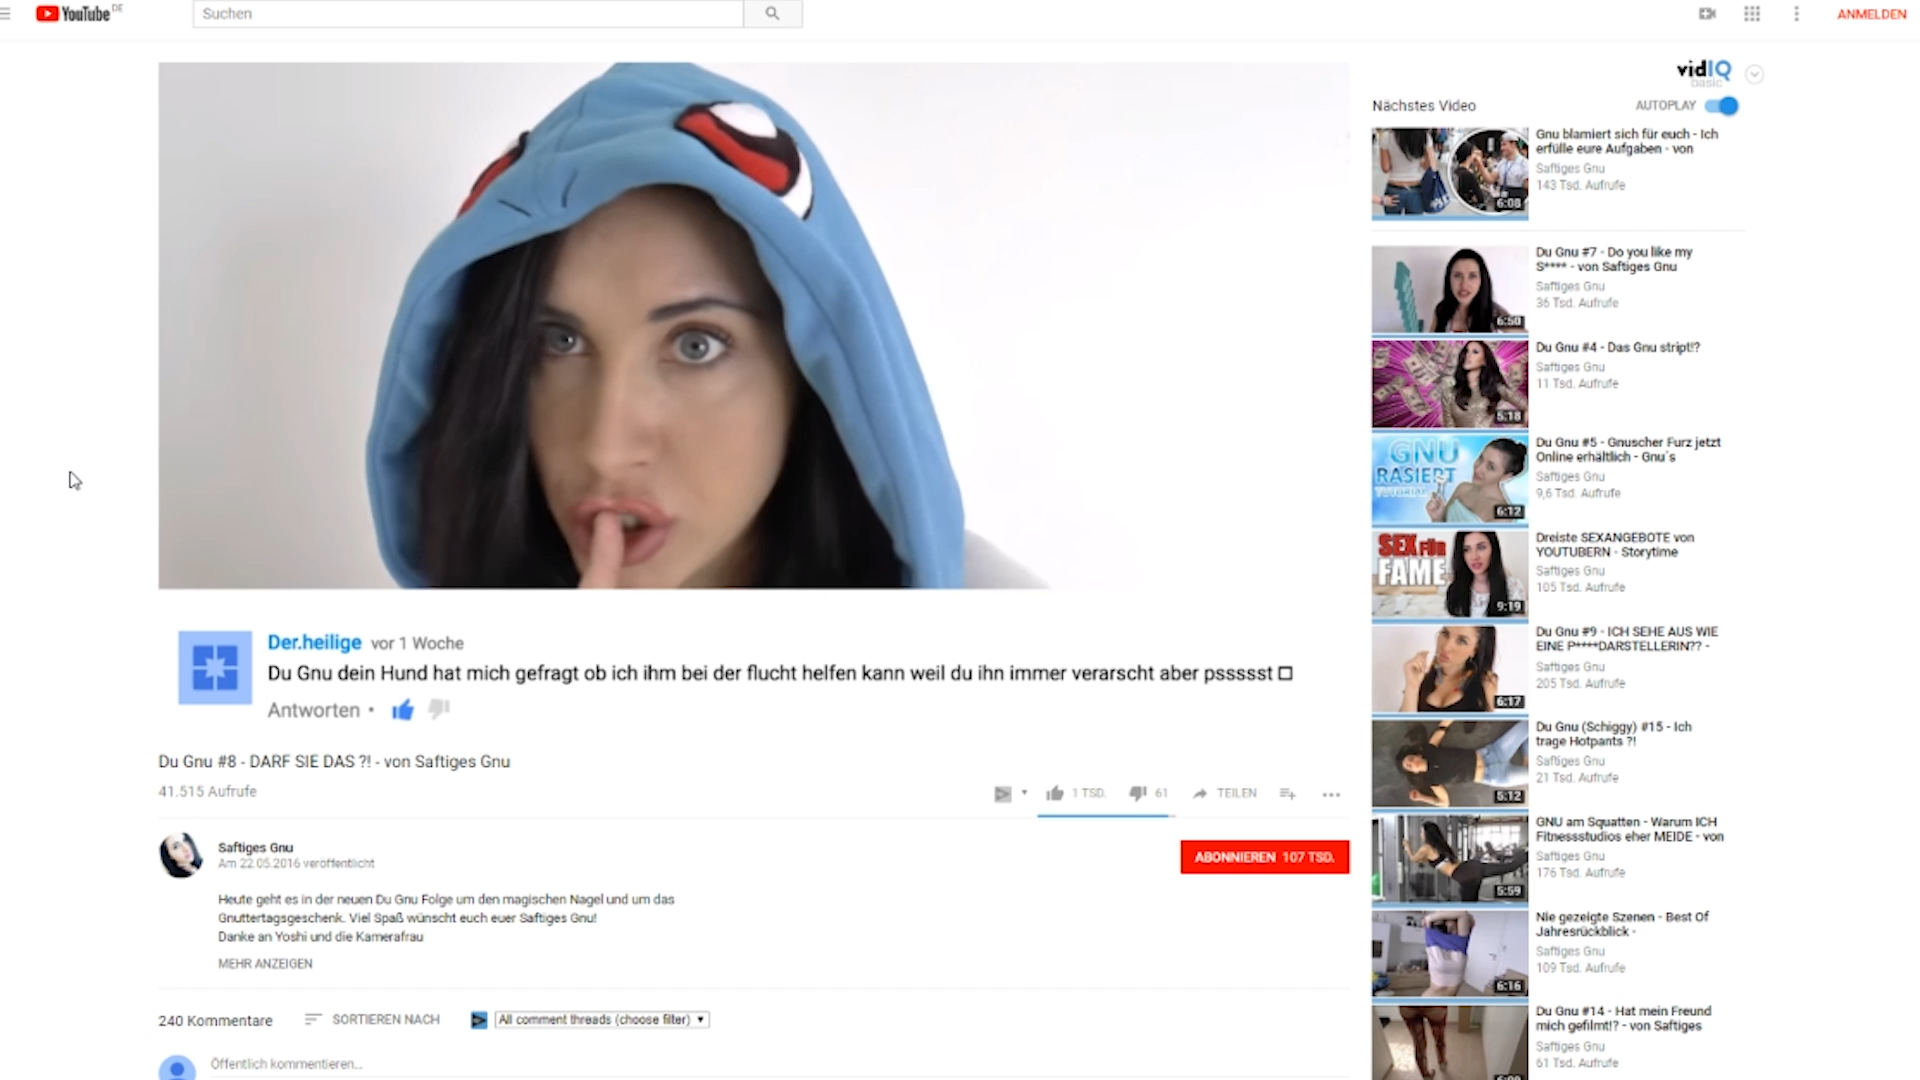 YouTube DE
Suchen
ANMELDEN
vidIQ
basic
Nächstes Video
AUTOPLAY
Gnu blamiert sich für euch - Ich
erfülle eure Aufgaben - von
Saftiges Gnu
143 Tsd. Aufrufe
6:08
Du Gnu #7 - Do you like my
S**** - von Saftiges Gnu
Saftiges Gnu
36 Tsd. Aufrufe
6:50
Du Gnu #4 - Das Gnu stript!?
Saftiges Gnu
11 Tsd. Aufrufe
5:18
GNU
RASIERT
TUTORIAL
6:12
Du Gnu #5 - Gnuscher Furz jetzt
Online erhältlich - Gnu´s
Saftiges Gnu
9,6 Tsd. Aufrufe
SEX FÜR
FAME
9:19
Dreiste SEXANGEBOTE von
YOUTUBERN - Storytime
Saftiges Gnu
105 Tsd. Aufrufe
Du Gnu #9 - ICH SEHE AUS WIE
EINE P****DARSTELLERIN?? -
Saftiges Gnu
205 Tsd. Aufrufe
6:17
Du Gnu (Schiggy) #15 - Ich
trage Hotpants ?!
Saftiges Gnu
21 Tsd. Aufrufe
5:12
GNU am Squatten - Warum ICH
Fitnessstudios eher MEIDE - von
Saftiges Gnu
176 Tsd. Aufrufe
5:59
Nie gezeigte Szenen - Best Of
Jahresrückblick -
Saftiges Gnu
109 Tsd. Aufrufe
6:16
Du Gnu #14 - Hat mein Freund
mich gefilmt!? - von Saftiges
Saftiges Gnu
61 Tsd. Aufrufe
Der.heilige vor 1 Woche
Du Gnu dein Hund hat mich gefragt ob ich ihm bei der flucht helfen kann weil du ihn immer verarscht aber pssssst
Antworten •
Du Gnu #8 - DARF SIE DAS ?! - von Saftiges Gnu
41.515 Aufrufe
1 TSD. 61 TEILEN
Saftiges Gnu
Am 22.05.2016 veröffentlicht
ABONNIEREN 107 TSD.
Heute geht es in der neuen Du Gnu Folge um den magischen Nagel und um das
Gnuttertagsgeschenk. Viel Spaß wünscht euch euer Saftiges Gnu!
Danke an Yoshi und die Kamerafrau
MEHR ANZEIGEN
240 Kommentare SORTIEREN NACH All comment threads (choose filter)
Öffentlich kommentieren...